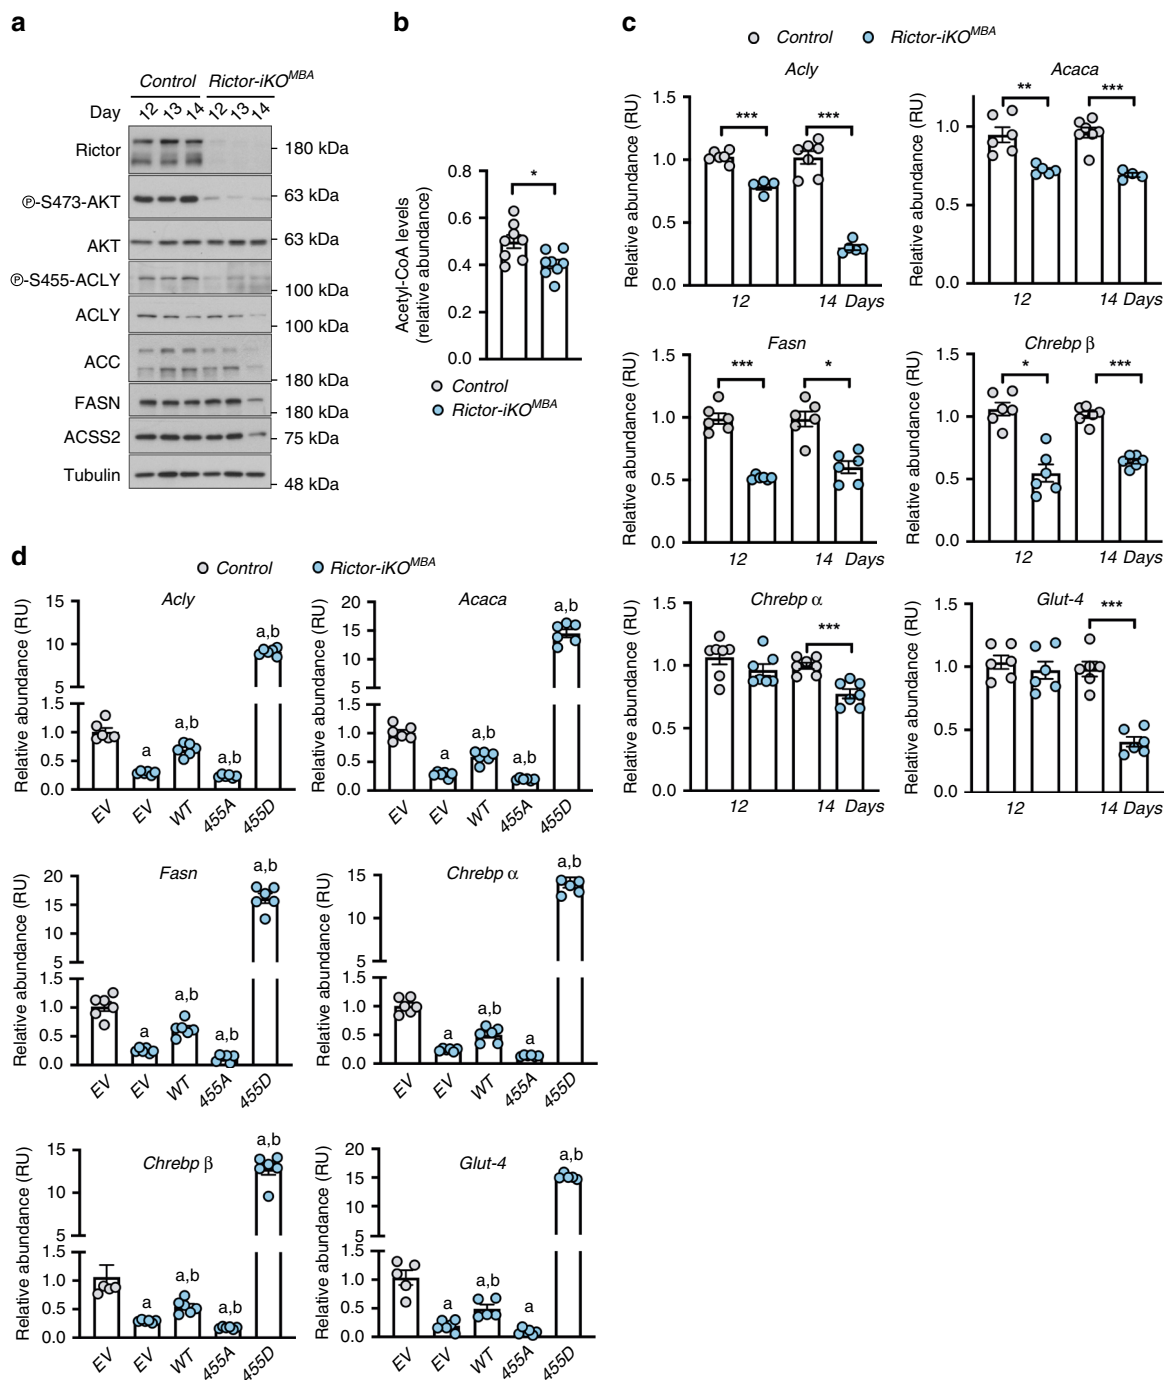 a
Control Rictor-iKO^MBA
Day 12 13 14 12 13 14
Rictor 180 kDa
℗-S473-AKT 63 kDa
AKT 63 kDa
℗-S455-ACLY 100 kDa
ACLY 100 kDa
ACC 180 kDa
FASN 180 kDa
ACSS2 75 kDa
Tubulin 48 kDa
b
Acetyl-CoA levels
(relative abundance)
0.8
0.6
0.4
0.2
0.0
*
Control
Rictor-iKO^MBA
c
Control Rictor-iKO^MBA
Acly
Relative abundance (RU)
1.5
1.0
0.5
0.0
*** ***
12 14 Days
Acaca
Relative abundance (RU)
1.0
0.5
0.0
** ***
12 14 Days
Fasn
Relative abundance (RU)
1.5
1.0
0.5
0.0
*** *
12 14 Days
Chrebp β
Relative abundance (RU)
1.5
1.0
0.5
0.0
* ***
12 14 Days
Chrebp α
Relative abundance (RU)
1.5
1.0
0.5
0.0
***
12 14 Days
Glut-4
Relative abundance (RU)
1.5
1.0
0.5
0.0
***
12 14 Days
d
Control Rictor-iKO^MBA
Acly
Relative abundance (RU)
15
10
5
1.5
1.0
0.5
0.0
a a,b a,b a,b
EV EV WT 455A 455D
Acaca
Relative abundance (RU)
20
15
10
5
1.5
1.0
0.5
0.0
a a,b a,b a,b
EV EV WT 455A 455D
Fasn
Relative abundance (RU)
20
15
10
5
1.5
1.0
0.5
0.0
a a,b a,b a,b
EV EV WT 455A 455D
Chrebp α
Relative abundance (RU)
15
10
5
1.5
1.0
0.5
0.0
a a,b a a,b
EV EV WT 455A 455D
Chrebp β
Relative abundance (RU)
15
10
5
1.5
1.0
0.5
0.0
a a,b a,b a,b
EV EV WT 455A 455D
Glut-4
Relative abundance (RU)
20
15
10
5
1.5
1.0
0.5
0.0
a a,b a a,b
EV EV WT 455A 455D